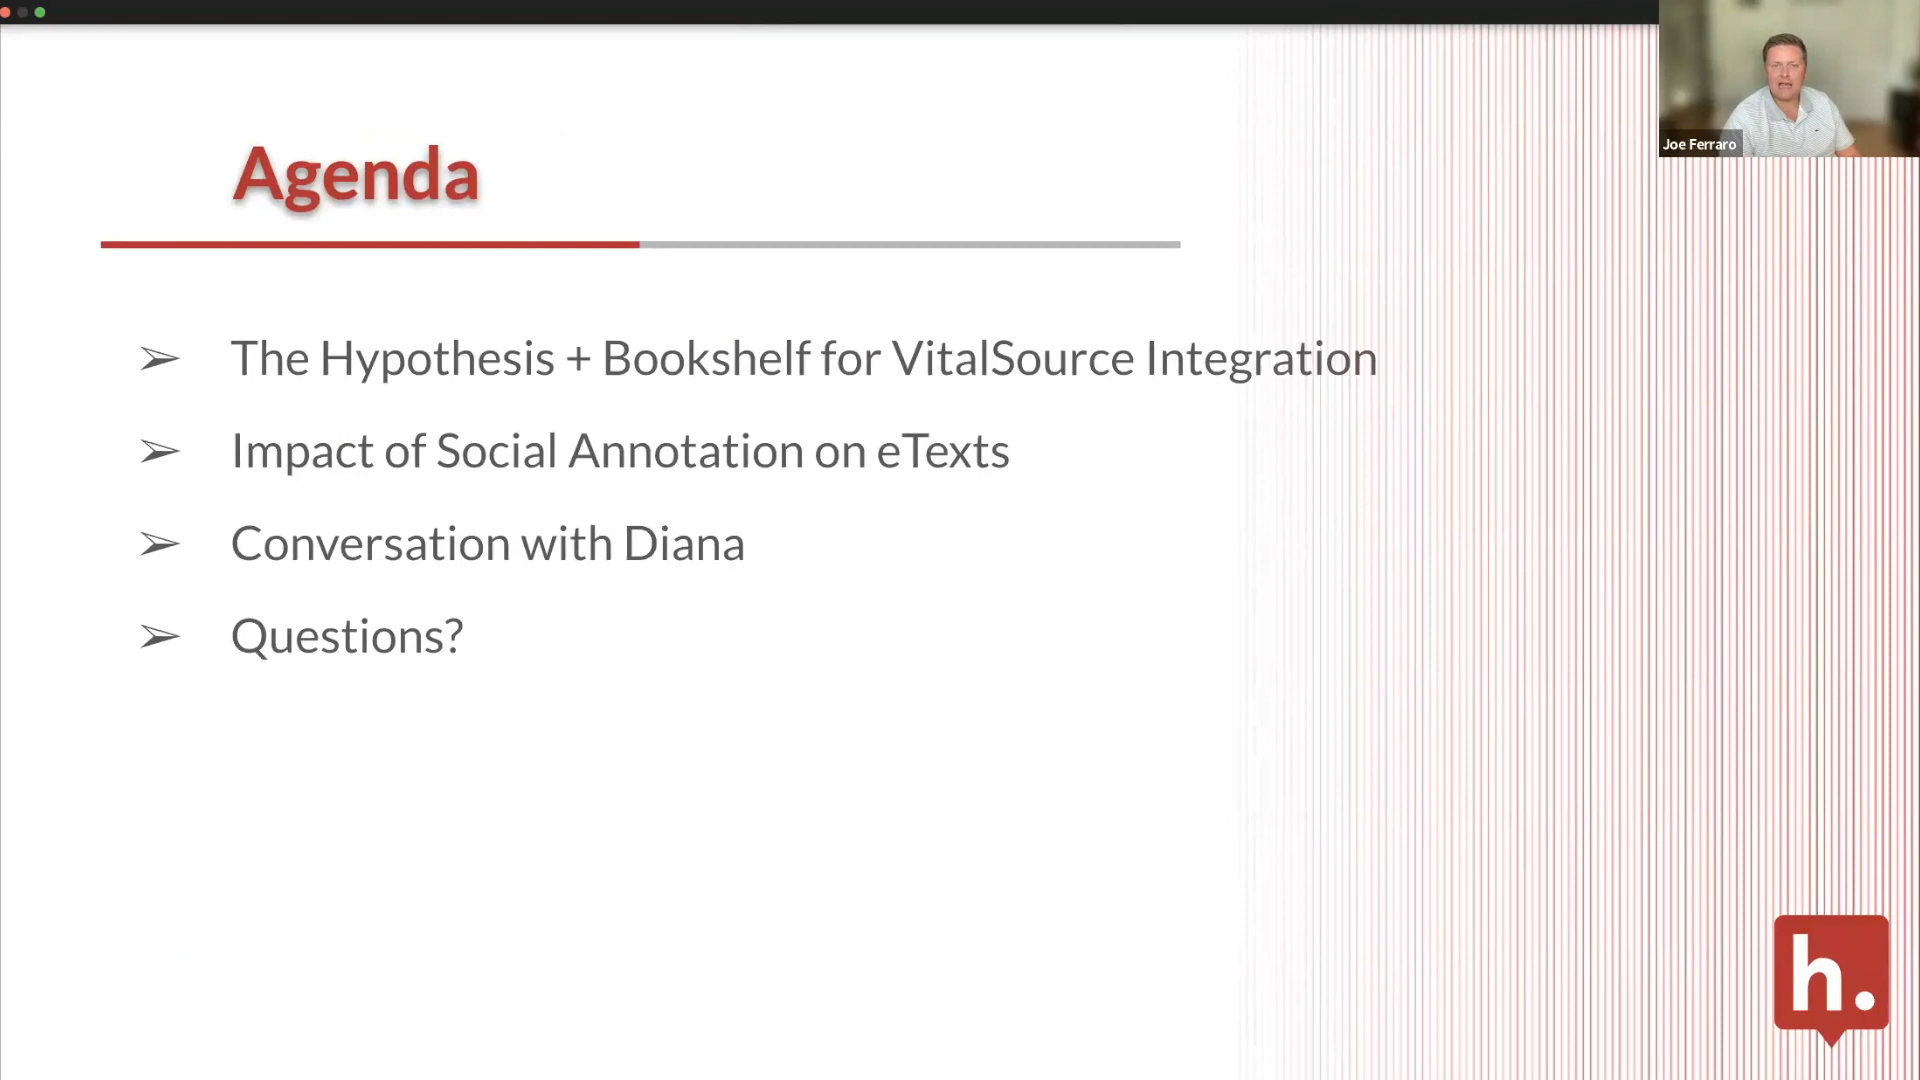 Joe Ferraro
Agenda
➢ The Hypothesis + Bookshelf for VitalSource Integration
➢ Impact of Social Annotation on eTexts
➢ Conversation with Diana
➢ Questions?
h.